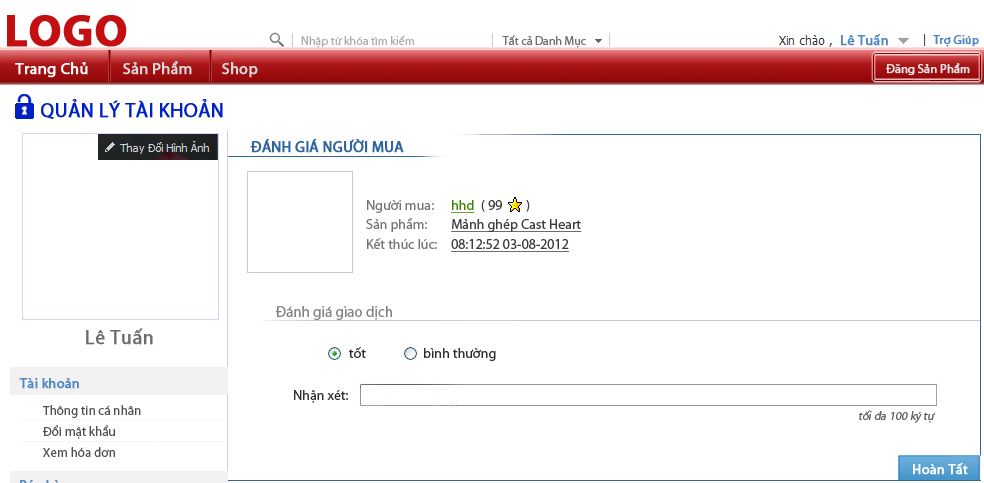 LOGO
Nhập từ khóa tìm kiếm
Tất cả Danh Mục
Xin chào , Lê Tuấn
Trợ Giúp
Trang Chủ Sản Phẩm Shop
Đăng Sản Phẩm
QUẢN LÝ TÀI KHOẢN
Thay Đổi Hình Ảnh
Lê Tuấn
Tài khoản
Thông tin cá nhân
Đổi mật khẩu
Xem hóa đơn
ĐÁNH GIÁ NGƯỜI MUA
Người mua: hhd ( 99 )
Sản phẩm: Mảnh ghép Cast Heart
Kết thúc lúc: 08:12:52 03-08-2012
Đánh giá giao dịch
tốt bình thường
Nhận xét:
tối đa 100 ký tự
Hoàn Tất